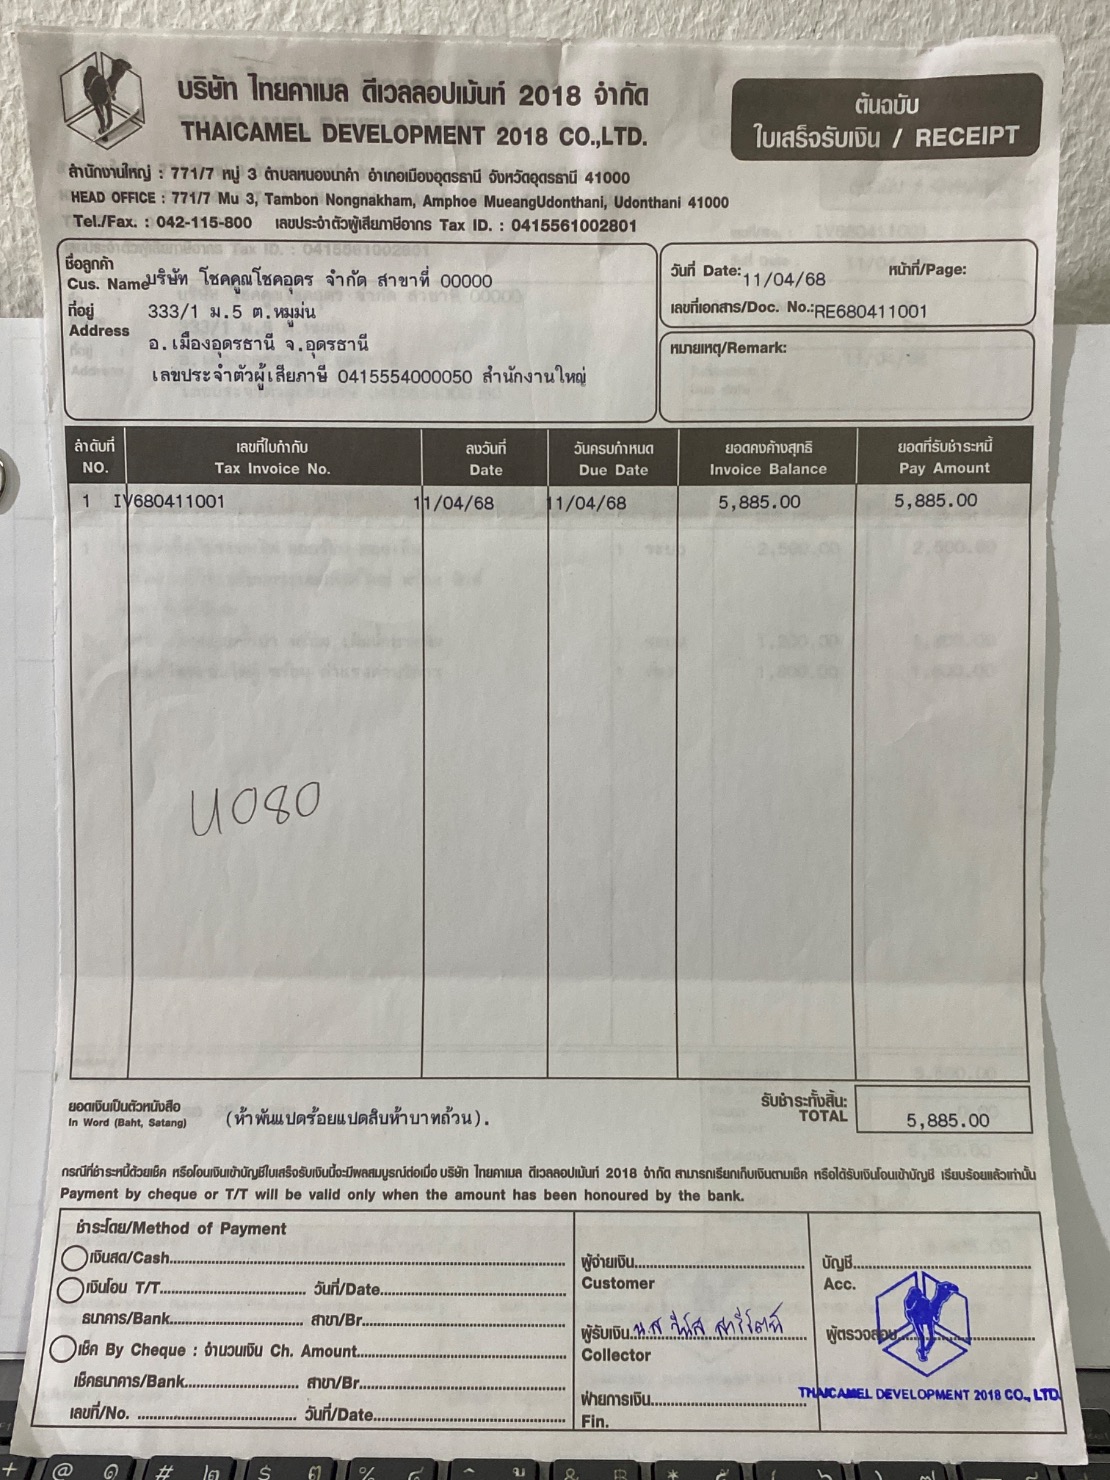 บริษัท ไทยคาเมล ดีเวลลอปเม้นท์ 2018 จำกัด
THAICAMEL DEVELOPMENT 2018 CO.,LTD.
ต้นฉบับ
ใบเสร็จรับเงิน / RECEIPT
สำนักงานใหญ่ : 771/7 หมู่ 3 ตำบลหนองนาคำ อำเภอเมืองอุดรธานี จังหวัดอุดรธานี 41000
HEAD OFFICE : 771/7 Mu 3, Tambon Nongnakham, Amphoe MueangUdonthani, Udonthani 41000
Tel./Fax. : 042-115-800 เลขประจำตัวผู้เสียภาษีอากร Tax ID. : 0415561002801
ชื่อลูกค้า
Cus. Name บริษัท โชคคูณโชคอุดร จำกัด สาขาที่ 00000
ที่อยู่ 333/1 ม.5 ต.หมูม่น
Address อ.เมืองอุดรธานี จ.อุดรธานี
เลขประจำตัวผู้เสียภาษี 0415554000050 สำนักงานใหญ่
วันที่ Date: 11/04/68 หน้าที่/Page:
เลขที่เอกสาร/Doc. No.: RE680411001
หมายเหตุ/Remark:
ลำดับที่ เลขที่ใบกำกับ ลงวันที่ วันครบกำหนด ยอดคงค้างสุทธิ ยอดที่รับชำระหนี้
NO. Tax Invoice No. Date Due Date Invoice Balance Pay Amount
1 IV680411001 11/04/68 11/04/68 5,885.00 5,885.00
U080
ยอดเงินเป็นตัวหนังสือ
In Word (Baht, Satang) (ห้าพันแปดร้อยแปดสิบห้าบาทถ้วน).
รับชำระทั้งสิ้น:
TOTAL 5,885.00
กรณีที่ชำระหนี้ด้วยเช็ค หรือโอนเงินเข้าบัญชีใบเสร็จรับเงินนี้จะมีผลสมบูรณ์ต่อเมื่อ บริษัท ไทยคาเมล ดีเวลลอปเม้นท์ 2018 จำกัด สามารถเรียกเก็บเงินตามเช็ค หรือได้รับเงินโอนเข้าบัญชี เรียบร้อยแล้วเท่านั้น
Payment by cheque or T/T will be valid only when the amount has been honoured by the bank.
ชำระโดย/Method of Payment
เงินสด/Cash
เงินโอน T/T วันที่/Date
ธนาคาร/Bank สาขา/Br.
เช็ค By Cheque : จำนวนเงิน Ch. Amount
เช็คธนาคาร/Bank สาขา/Br.
เลขที่/No. วันที่/Date
ผู้จ่ายเงิน
Customer
ผู้รับเงิน น.ส
Collector
ฝ่ายการเงิน
Fin.
บัญชี
Acc.
ผู้ตรวจสอบ
THAICAMEL DEVELOPMENT 2018 CO., LTD.